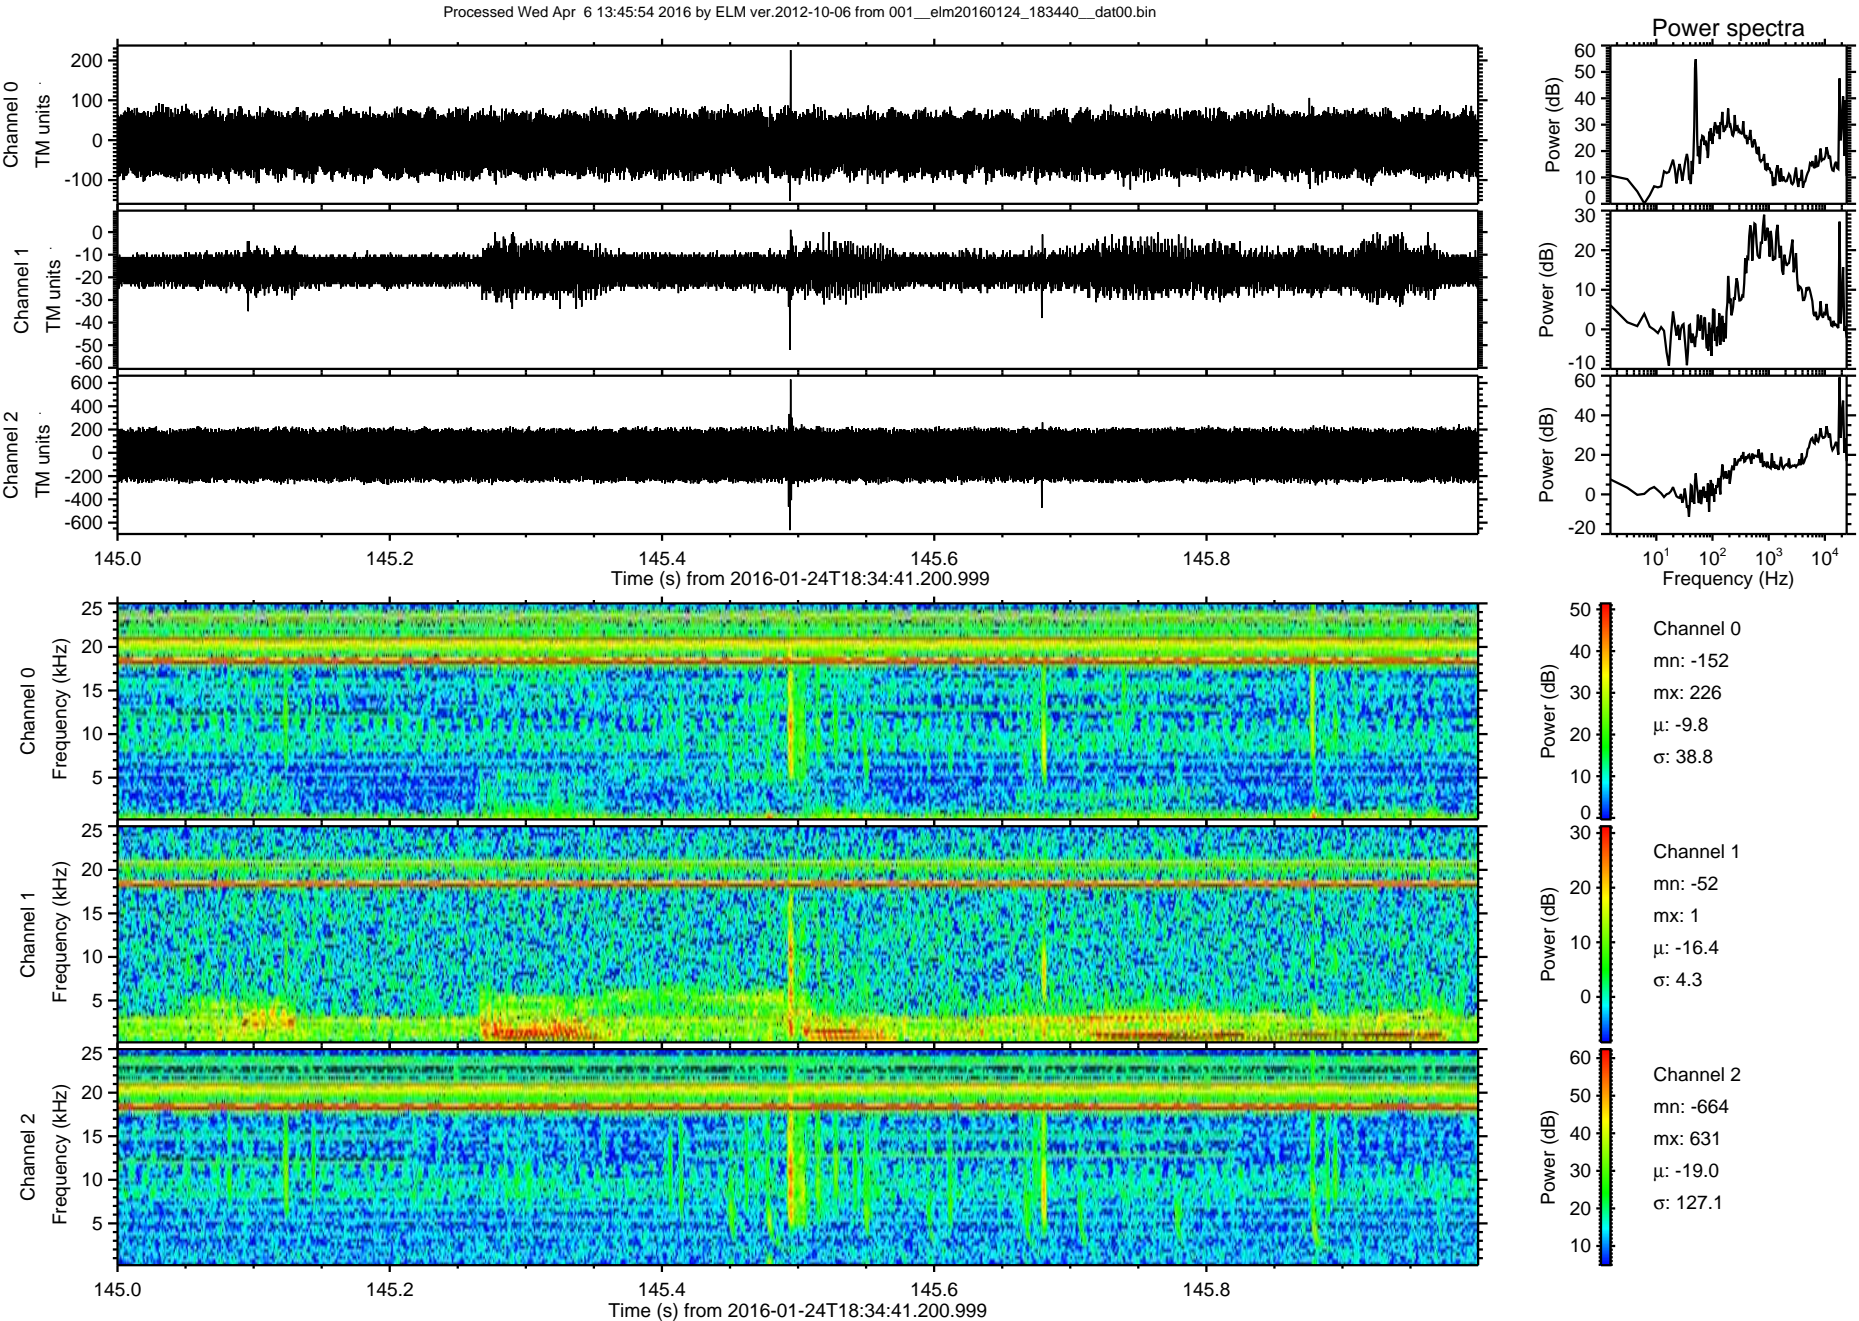 Processed Wed Apr  6 13:45:54 2016 by ELM ver.2012-10-06 from 001__elm20160124_183440__dat00.bin
Power spectra
Channel 0
TM units
200
100
0
-100
Power (dB)
60
50
40
30
20
10
0
Channel 1
TM units
0
-10
-20
-30
-40
-50
-60
Power (dB)
30
20
10
0
-10
Channel 2
TM units
600
400
200
0
-200
-400
-600
Power (dB)
60
40
20
0
-20
145.0
145.2
145.4
145.6
145.8
Time (s) from 2016-01-24T18:34:41.200.999
10^1
10^2
10^3
10^4
Frequency (Hz)
Channel 0
Frequency (kHz)
25
20
15
10
5
Power (dB)
50
40
30
20
10
0
Channel 0
mn: -152
mx: 226
μ: -9.8
σ: 38.8
Channel 1
Frequency (kHz)
25
20
15
10
5
Power (dB)
30
20
10
0
Channel 1
mn: -52
mx: 1
μ: -16.4
σ: 4.3
Channel 2
Frequency (kHz)
25
20
15
10
5
Power (dB)
60
50
40
30
20
10
Channel 2
mn: -664
mx: 631
μ: -19.0
σ: 127.1
145.0
145.2
145.4
145.6
145.8
Time (s) from 2016-01-24T18:34:41.200.999